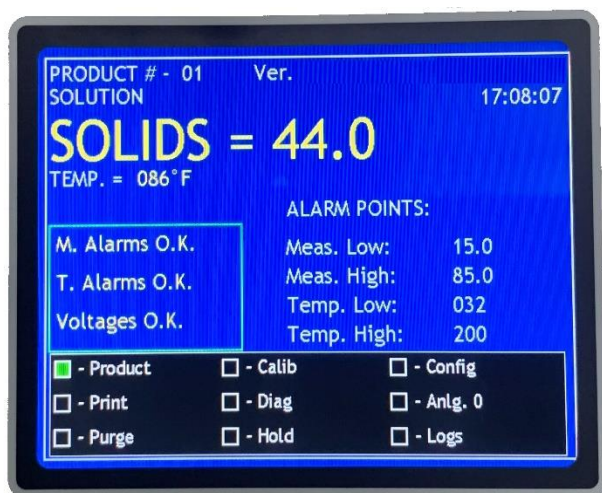 PRODUCT # - 01 Ver.
SOLUTION 17:08:07
SOLIDS = 44.0
TEMP. = 086°F
ALARM POINTS:
M. Alarms O.K.
T. Alarms O.K.
Voltages O.K.
Meas. Low: 15.0
Meas. High: 85.0
Temp. Low: 032
Temp. High: 200
- Product - Calib - Config
- Print - Diag - Anlg. 0
- Purge - Hold - Logs